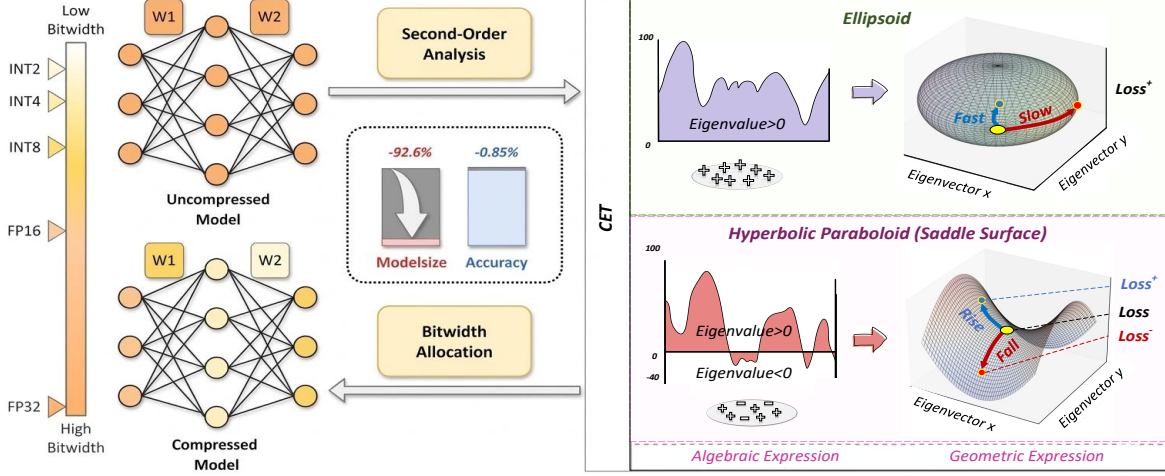 Low
Bitwidth
INT2
INT4
INT8
FP16
FP32
High
Bitwidth
W1
W2
Uncompressed
Model
W1
W2
Compressed
Model
Second-Order
Analysis
-92.6%
-0.85%
Modelsize
Accuracy
Bitwidth
Allocation
CET
Ellipsoid
100
0
Eigenvalue>0
Fast
Slow
Loss⁺
Eigenvector x
Eigenvector y
Hyperbolic Paraboloid (Saddle Surface)
100
0
-40
Eigenvalue>0
Eigenvalue<0
Rise
Fall
Loss⁺
Loss
Loss⁻
Eigenvector x
Eigenvector y
Algebraic Expression
Geometric Expression